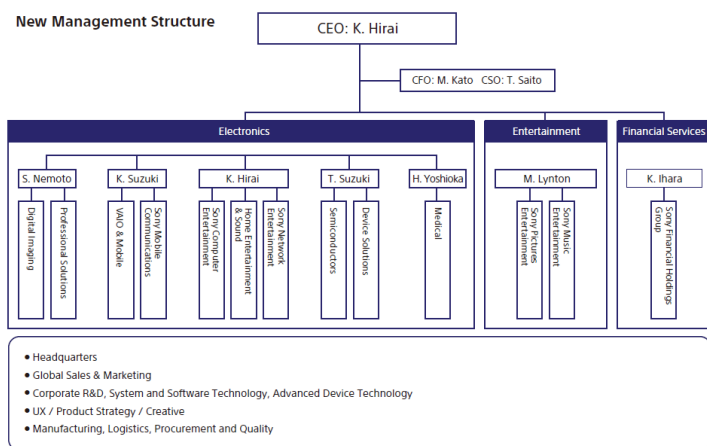 New Management Structure
CEO: K. Hirai
CFO: M. Kato CSO: T. Saito
Electronics
Entertainment
Financial Services
S. Nemoto
K. Suzuki
K. Hirai
T. Suzuki
H. Yoshioka
M. Lynton
K. Ihara
Digital Imaging
Professional Solutions
VAIO & Mobile
Sony Mobile
Communications
Sony Computer
Entertainment
Home Entertainment
& Sound
Sony Network
Entertainment
Semiconductors
Device Solutions
Medical
Sony Pictures
Entertainment
Sony Music
Entertainment
Sony Financial Holdings
Group
• Headquarters
• Global Sales & Marketing
• Corporate R&D, System and Software Technology, Advanced Device Technology
• UX / Product Strategy / Creative
• Manufacturing, Logistics, Procurement and Quality